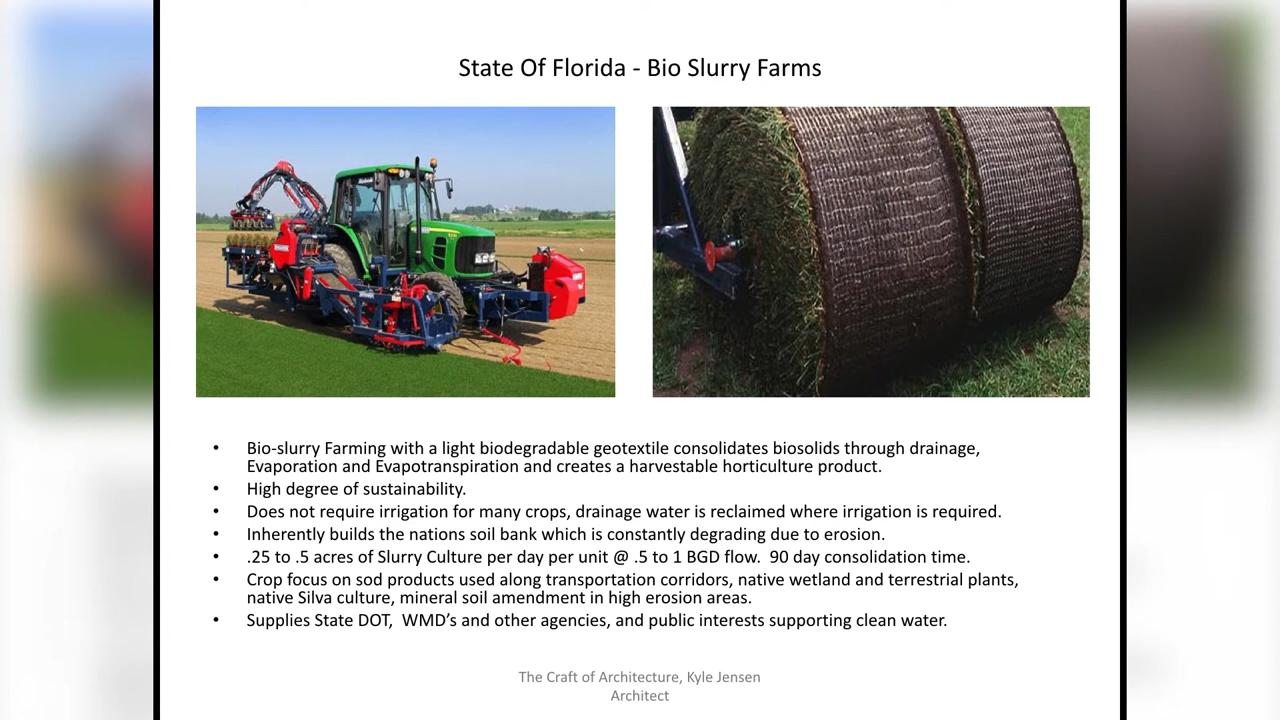 State Of Florida - Bio Slurry Farms
• Bio-slurry Farming with a light biodegradable geotextile consolidates biosolids through drainage,
Evaporation and Evapotranspiration and creates a harvestable horticulture product.
• High degree of sustainability.
• Does not require irrigation for many crops, drainage water is reclaimed where irrigation is required.
• Inherently builds the nations soil bank which is constantly degrading due to erosion.
• .25 to .5 acres of Slurry Culture per day per unit @ .5 to 1 BGD flow.  90 day consolidation time.
• Crop focus on sod products used along transportation corridors, native wetland and terrestrial plants,
native Silva culture, mineral soil amendment in high erosion areas.
• Supplies State DOT,  WMD’s and other agencies, and public interests supporting clean water.
The Craft of Architecture, Kyle Jensen
Architect